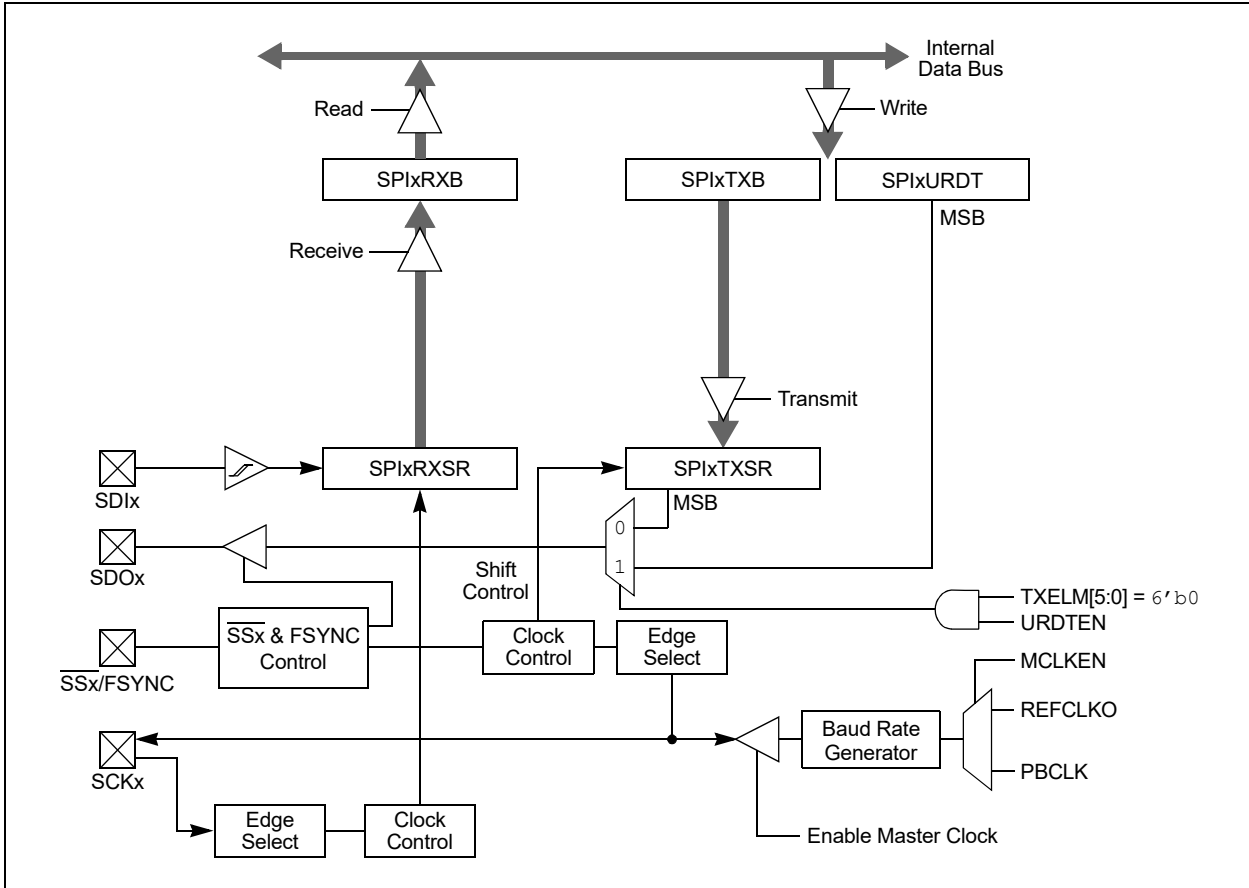 Internal
Data Bus
Read
Write
SPIxRXB
SPIxTXB
SPIxURDT
MSB
Receive
Transmit
SPIxRXSR
SPIxTXSR
SDIx
MSB
0
SDOx
1
Shift
Control
TXELM[5:0] = 6'b0
URDTEN
SSx & FSYNC
Control
Clock
Control
Edge
Select
SSx/FSYNC
MCLKEN
REFCLKO
Baud Rate
Generator
PBCLK
SCKx
Edge
Select
Clock
Control
Enable Master Clock